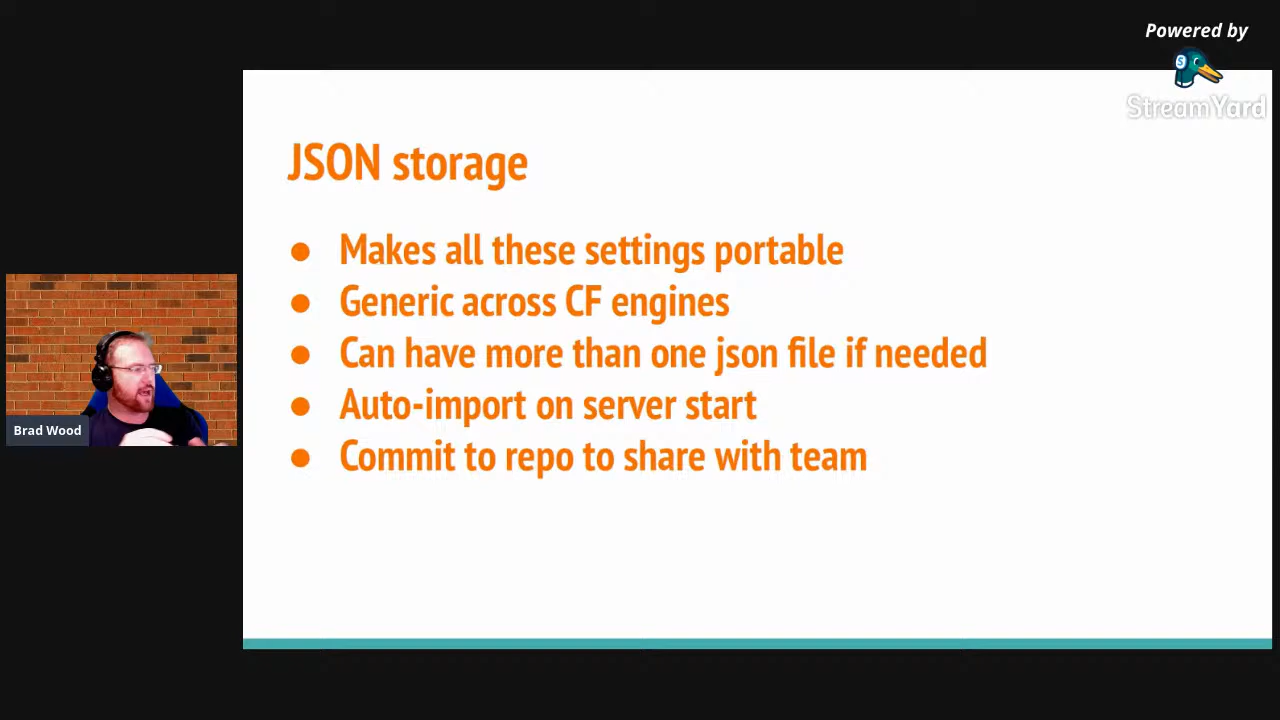 Powered by
StreamYard
JSON storage
● Makes all these settings portable
● Generic across CF engines
● Can have more than one json file if needed
● Auto-import on server start
● Commit to repo to share with team
Brad Wood